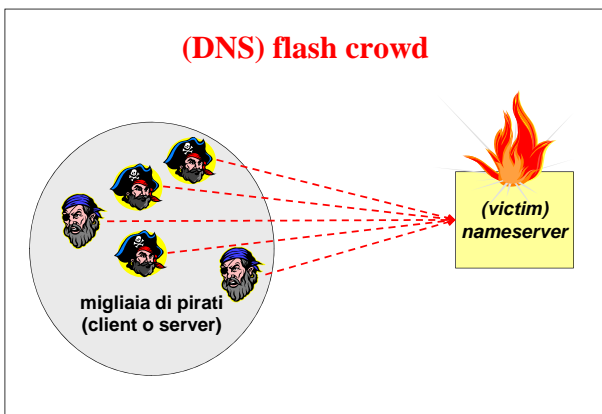 (DNS) flash crowd
(victim)
nameserver
migliaia di pirati
(client o server)